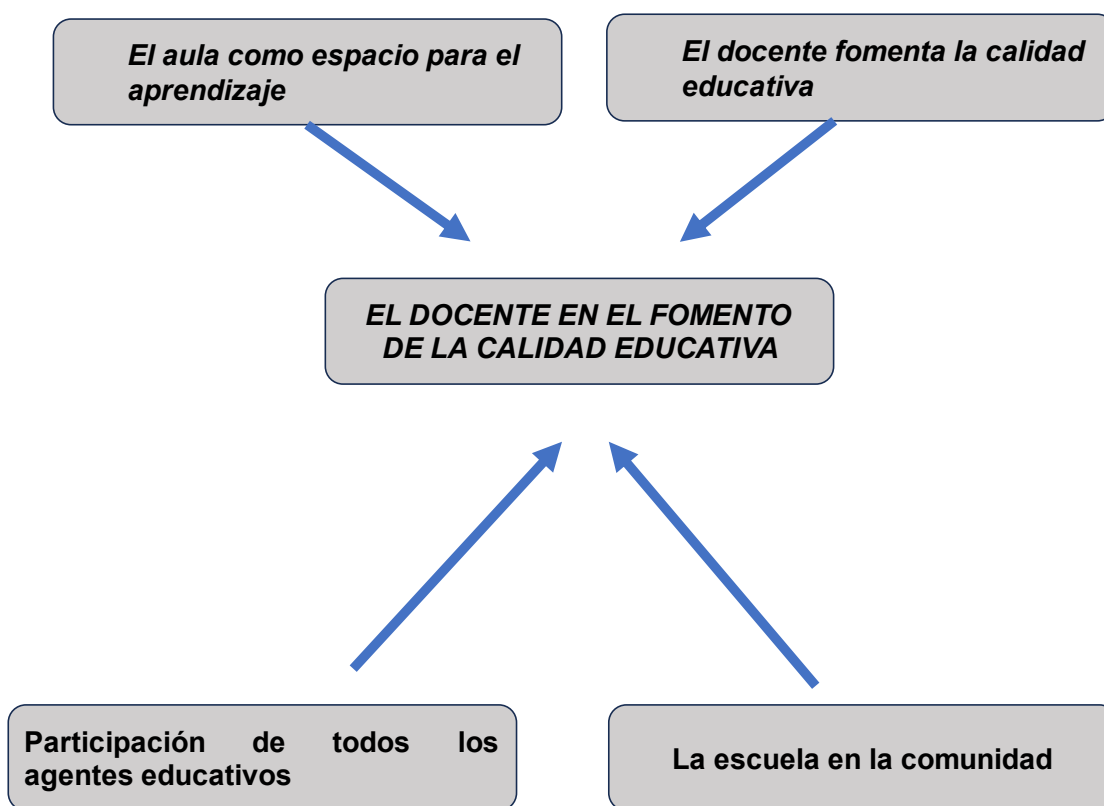 El aula como espacio para el
aprendizaje
El docente fomenta la calidad
educativa
EL DOCENTE EN EL FOMENTO
DE LA CALIDAD EDUCATIVA
Participación de todos los
agentes educativos
La escuela en la comunidad